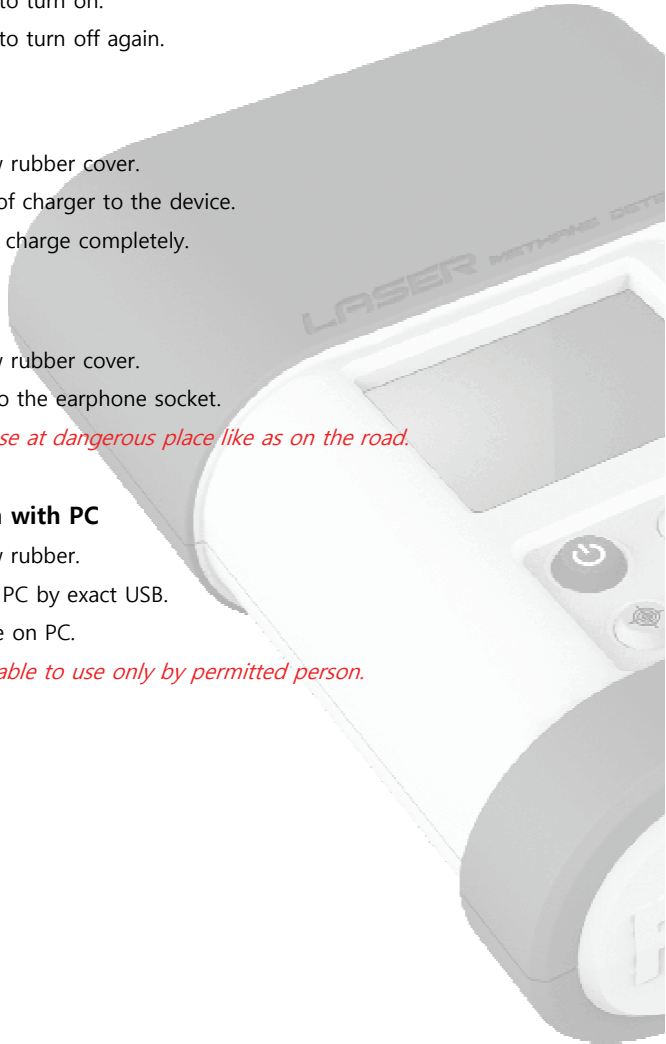 to turn on.
to turn off again.
rubber cover.
of charger to the device.
charge completely.
rubber cover.
the earphone socket.
at dangerous place like as on the road.
with PC
rubber.
PC by exact USB.
on PC.
able to use only by permitted person.
LASER METHANE